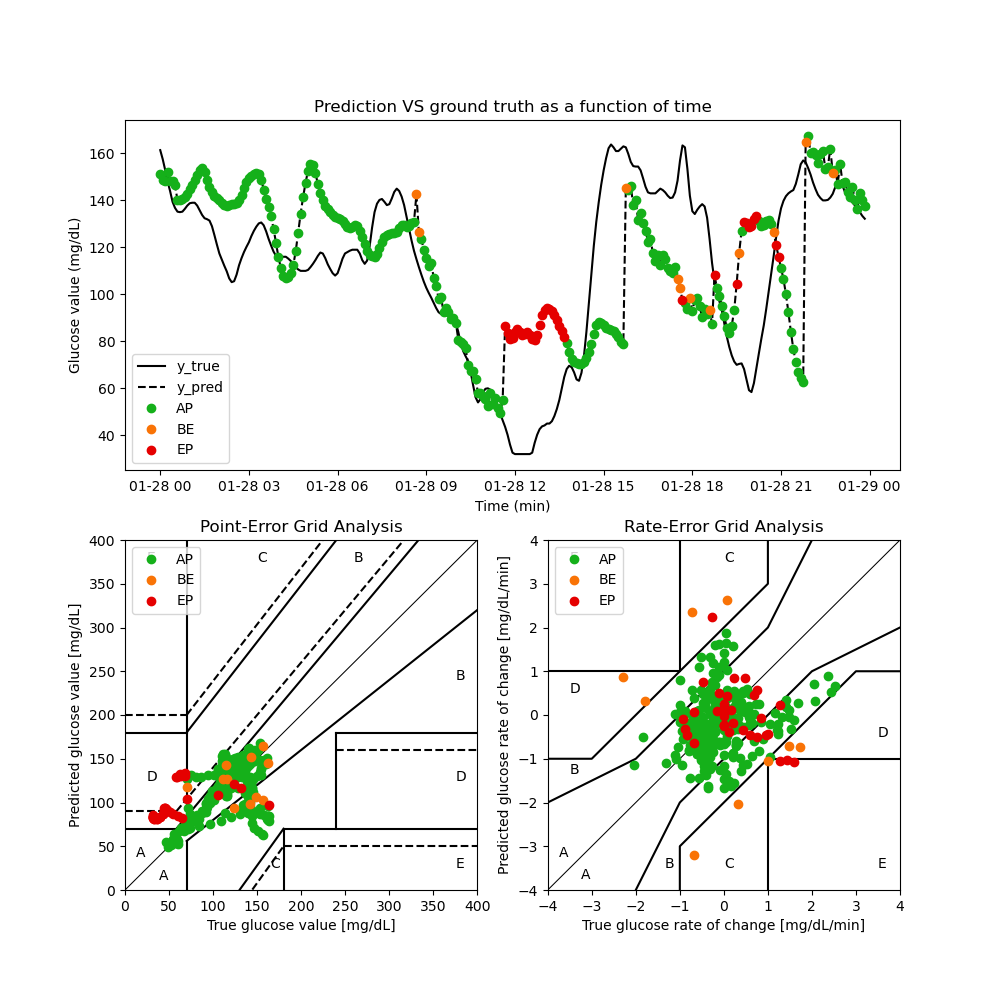 Prediction VS ground truth as a function of time
Glucose value (mg/dL)
160
140
120
100
80
60
40
y_true
y_pred
AP
BE
EP
01-28 00 01-28 03 01-28 06 01-28 09 01-28 12 01-28 15 01-28 18 01-28 21 01-29 00
Time (min)
Point-Error Grid Analysis
Predicted glucose value [mg/dL]
400
350
300
250
200
150
100
50
0
AP
BE
EP
C B
B
D D
A
A C E
0 50 100 150 200 250 300 350 400
True glucose value [mg/dL]
Rate-Error Grid Analysis
Predicted glucose rate of change [mg/dL/min]
4
3
2
1
0
−1
−2
−3
−4
AP
BE
EP
C
D
D
B
A
A B C E
−4 −3 −2 −1 0 1 2 3 4
True glucose rate of change [mg/dL/min]